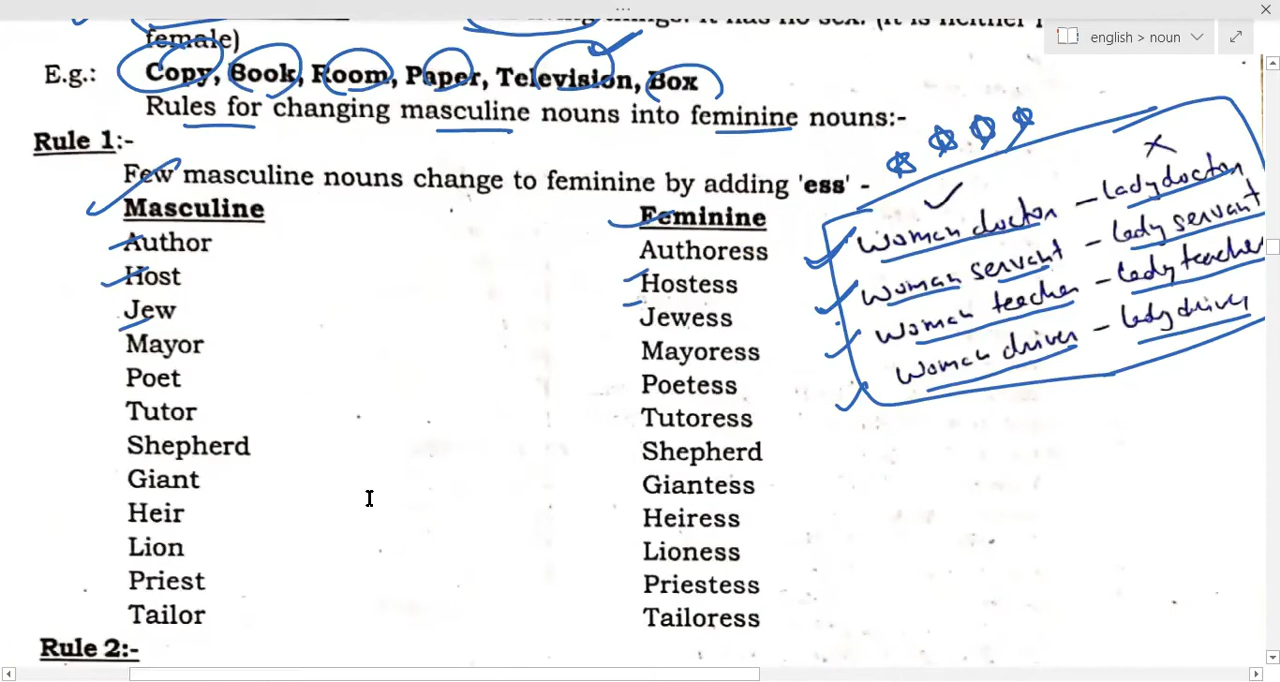 english > noun
female)
E.g.: Copy, Book, Room, Paper, Television, Box
Rules for changing masculine nouns into feminine nouns:-
Rule 1:-
Few masculine nouns change to feminine by adding 'ess' -
Masculine Feminine
Author Authoress
Host Hostess
Jew Jewess
Mayor Mayoress
Poet Poetess
Tutor Tutoress
Shepherd Shepherd
Giant Giantess
Heir Heiress
Lion Lioness
Priest Priestess
Tailor Tailoress
Rule 2:-
Woman doctor - lady doctor
Woman servant - lady servant
Woman teacher - lady teacher
Woman driver - lady driver